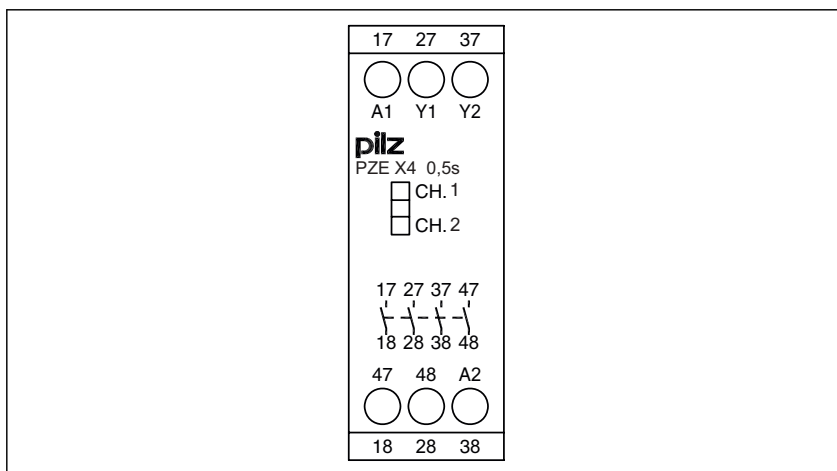 17 27 37
A1 Y1 Y2
pilz
PZE X4 0,5s
CH. 1
CH. 2
17 27 37 47
18 28 38 48
47 48 A2
18 28 38